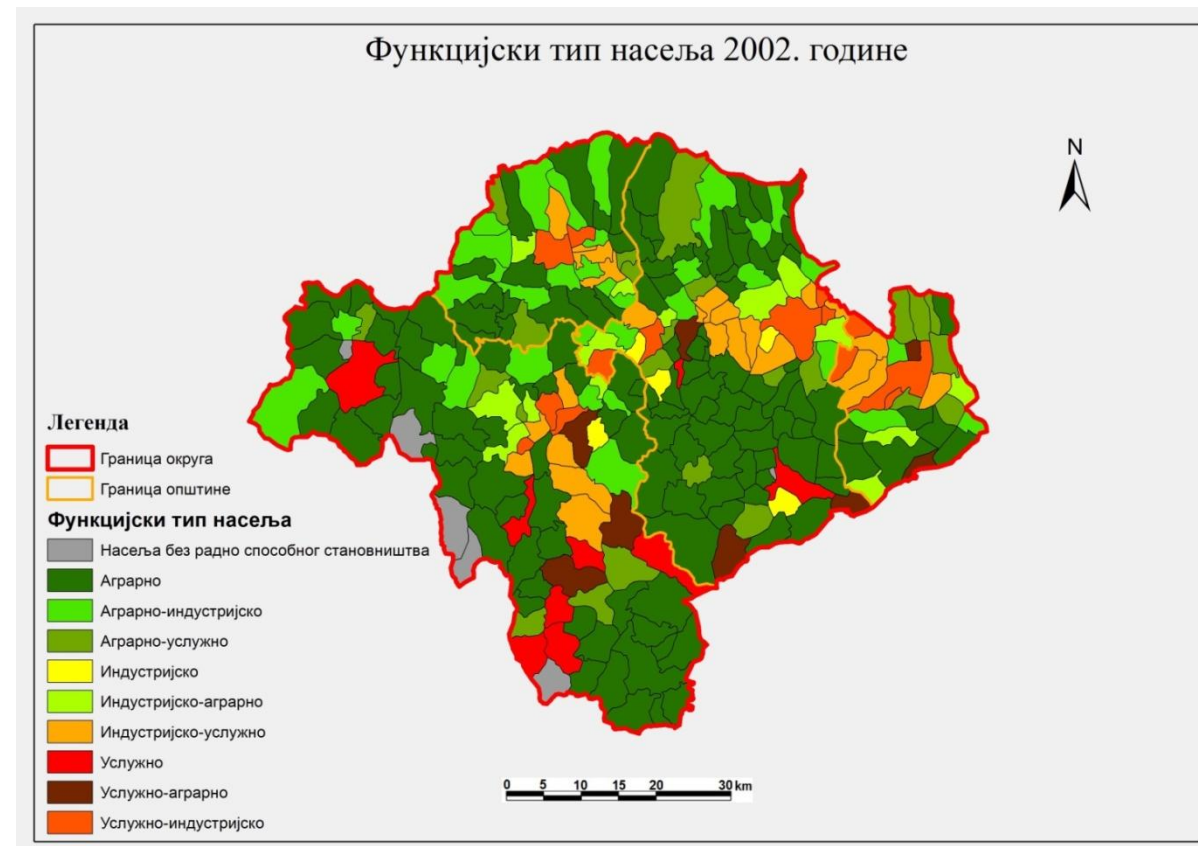 Функцијски тип насеља 2002. године
N
Легенда
Граница округа
Граница општине
Функцијски тип насеља
Насеља без радно способног становништва
Аграрно
Аграрно-индустријско
Аграрно-услужно
Индустријско
Индустријско-аграрно
Индустријско-услужно
Услужно
Услужно-аграрно
Услужно-индустријско
0 5 10 15 20 30 km